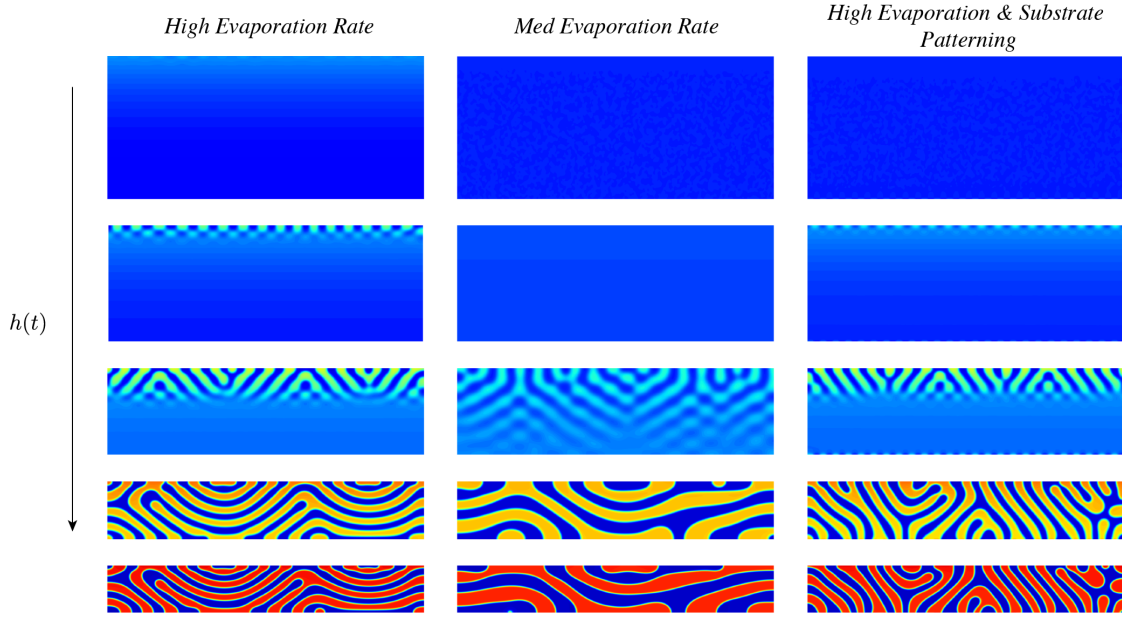 High Evaporation Rate
Med Evaporation Rate
High Evaporation & Substrate
Patterning
h(t)